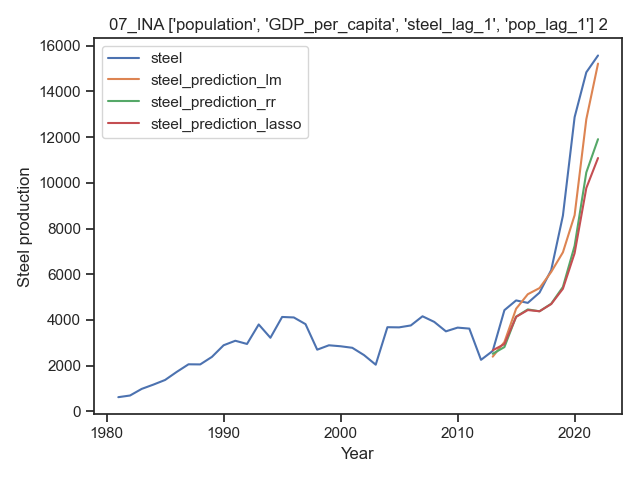 07_INA ['population', 'GDP_per_capita', 'steel_lag_1', 'pop_lag_1'] 2
16000
14000
12000
10000
8000
6000
4000
2000
0
Steel production
steel
steel_prediction_lm
steel_prediction_rr
steel_prediction_lasso
1980 1990 2000 2010 2020
Year